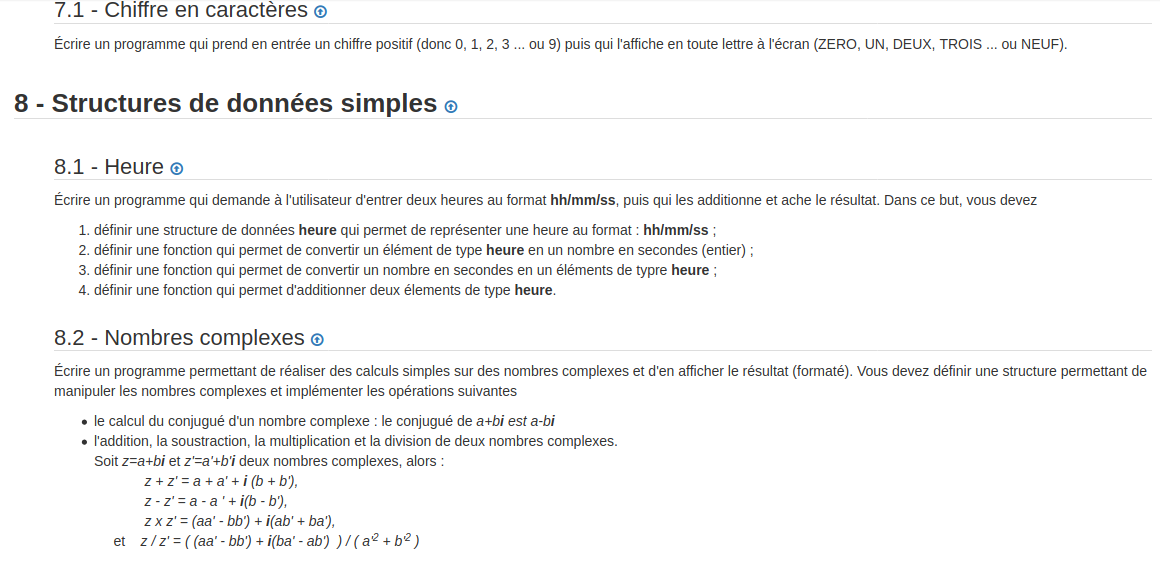 7.1 - Chiffre en caractères
Écrire un programme qui prend en entrée un chiffre positif (donc 0, 1, 2, 3 ... ou 9) puis qui l'affiche en toute lettre à l'écran (ZERO, UN, DEUX, TROIS ... ou NEUF).
8 - Structures de données simples
8.1 - Heure
Écrire un programme qui demande à l'utilisateur d'entrer deux heures au format hh/mm/ss, puis qui les additionne et ache le résultat. Dans ce but, vous devez
1. définir une structure de données heure qui permet de représenter une heure au format : hh/mm/ss ;
2. définir une fonction qui permet de convertir un élément de type heure en un nombre en secondes (entier) ;
3. définir une fonction qui permet de convertir un nombre en secondes en un éléments de typre heure ;
4. définir une fonction qui permet d'additionner deux élements de type heure.
8.2 - Nombres complexes
Écrire un programme permettant de réaliser des calculs simples sur des nombres complexes et d'en afficher le résultat (formaté). Vous devez définir une structure permettant de
manipuler les nombres complexes et implémenter les opérations suivantes
• le calcul du conjugué d'un nombre complexe : le conjugué de a+bi est a-bi
• l'addition, la soustraction, la multiplication et la division de deux nombres complexes.
Soit z=a+bi et z'=a'+b'i deux nombres complexes, alors :
z + z' = a + a' + i (b + b'),
z - z' = a - a ' + i(b - b'),
z x z' = (aa' - bb') + i(ab' + ba'),
et z / z' = ( (aa' - bb') + i(ba' - ab') ) / ( a'² + b'² )